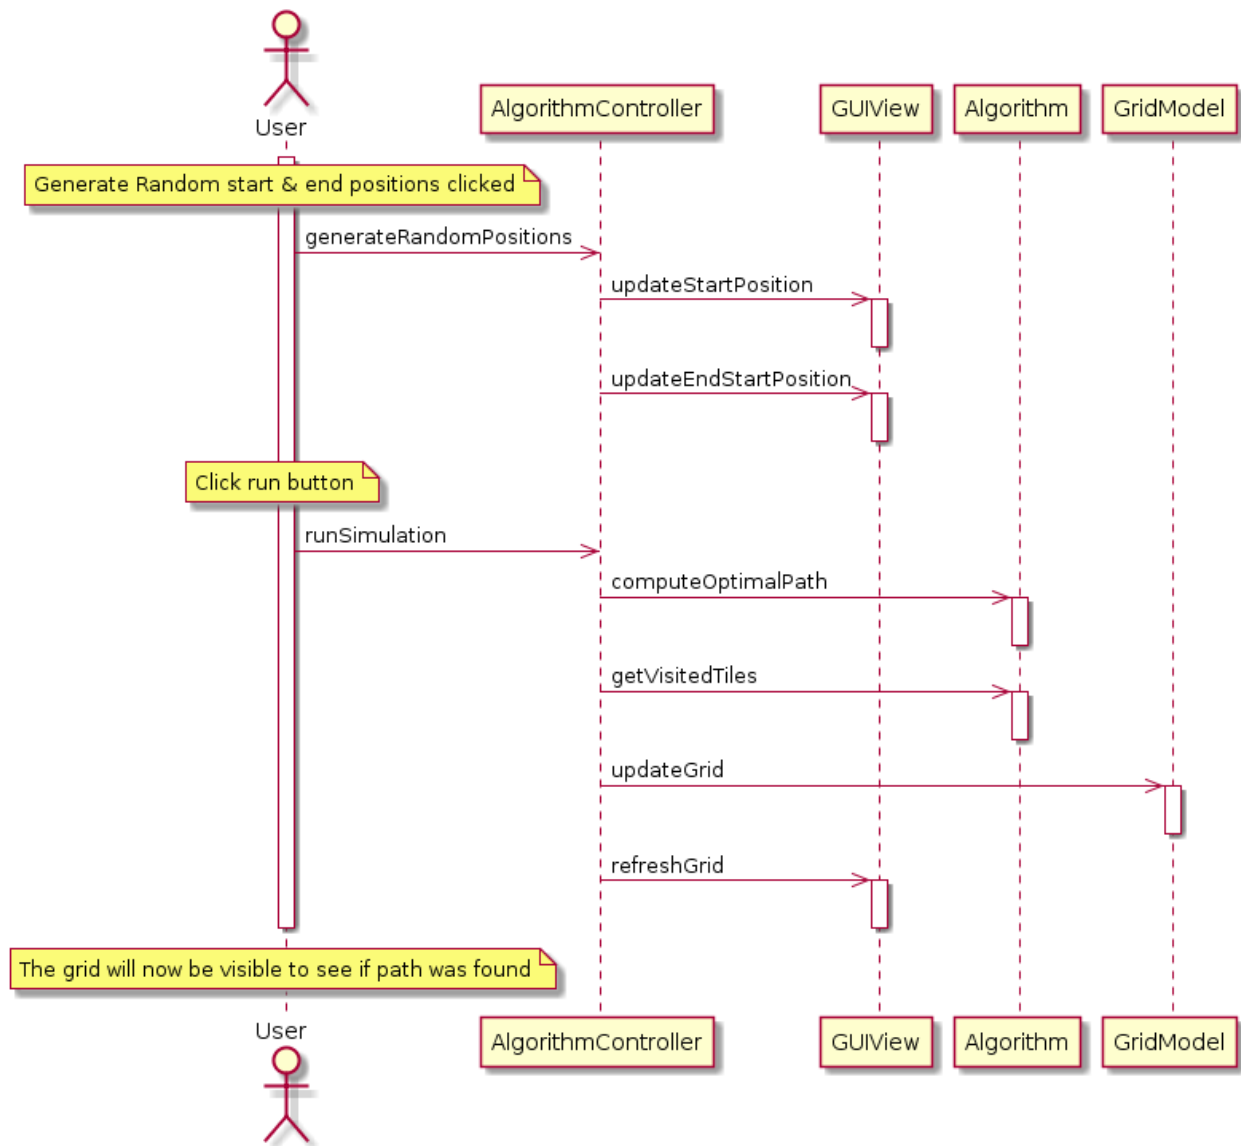 User
AlgorithmController
GUIView
Algorithm
GridModel
Generate Random start & end positions clicked
generateRandomPositions
updateStartPosition
updateEndStartPosition
Click run button
runSimulation
computeOptimalPath
getVisitedTiles
updateGrid
refreshGrid
The grid will now be visible to see if path was found
User
AlgorithmController
GUIView
Algorithm
GridModel